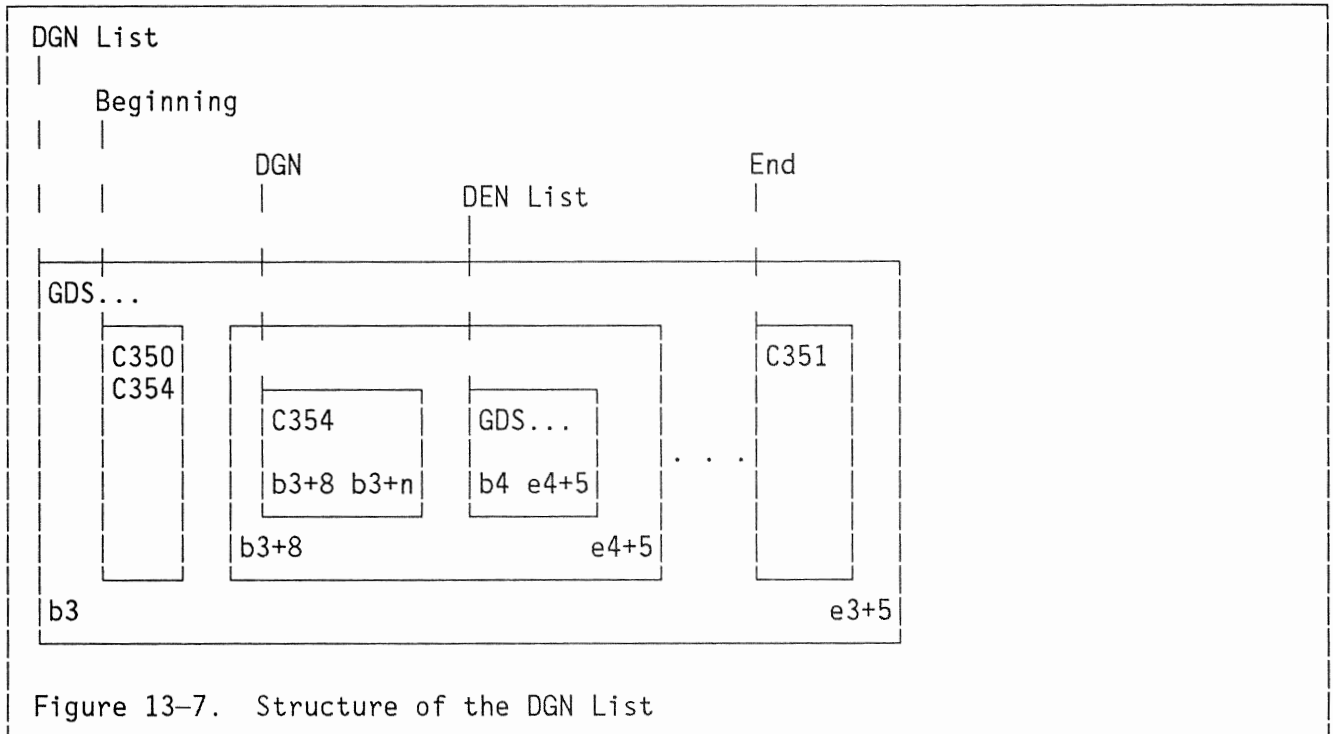 DGN List
Beginning
DGN End
DEN List
GDS...
C350 C351
C354
C354 GDS...
. . .
b3+8 b3+n b4 e4+5
b3+8 e4+5
b3 e3+5
Figure 13–7. Structure of the DGN List